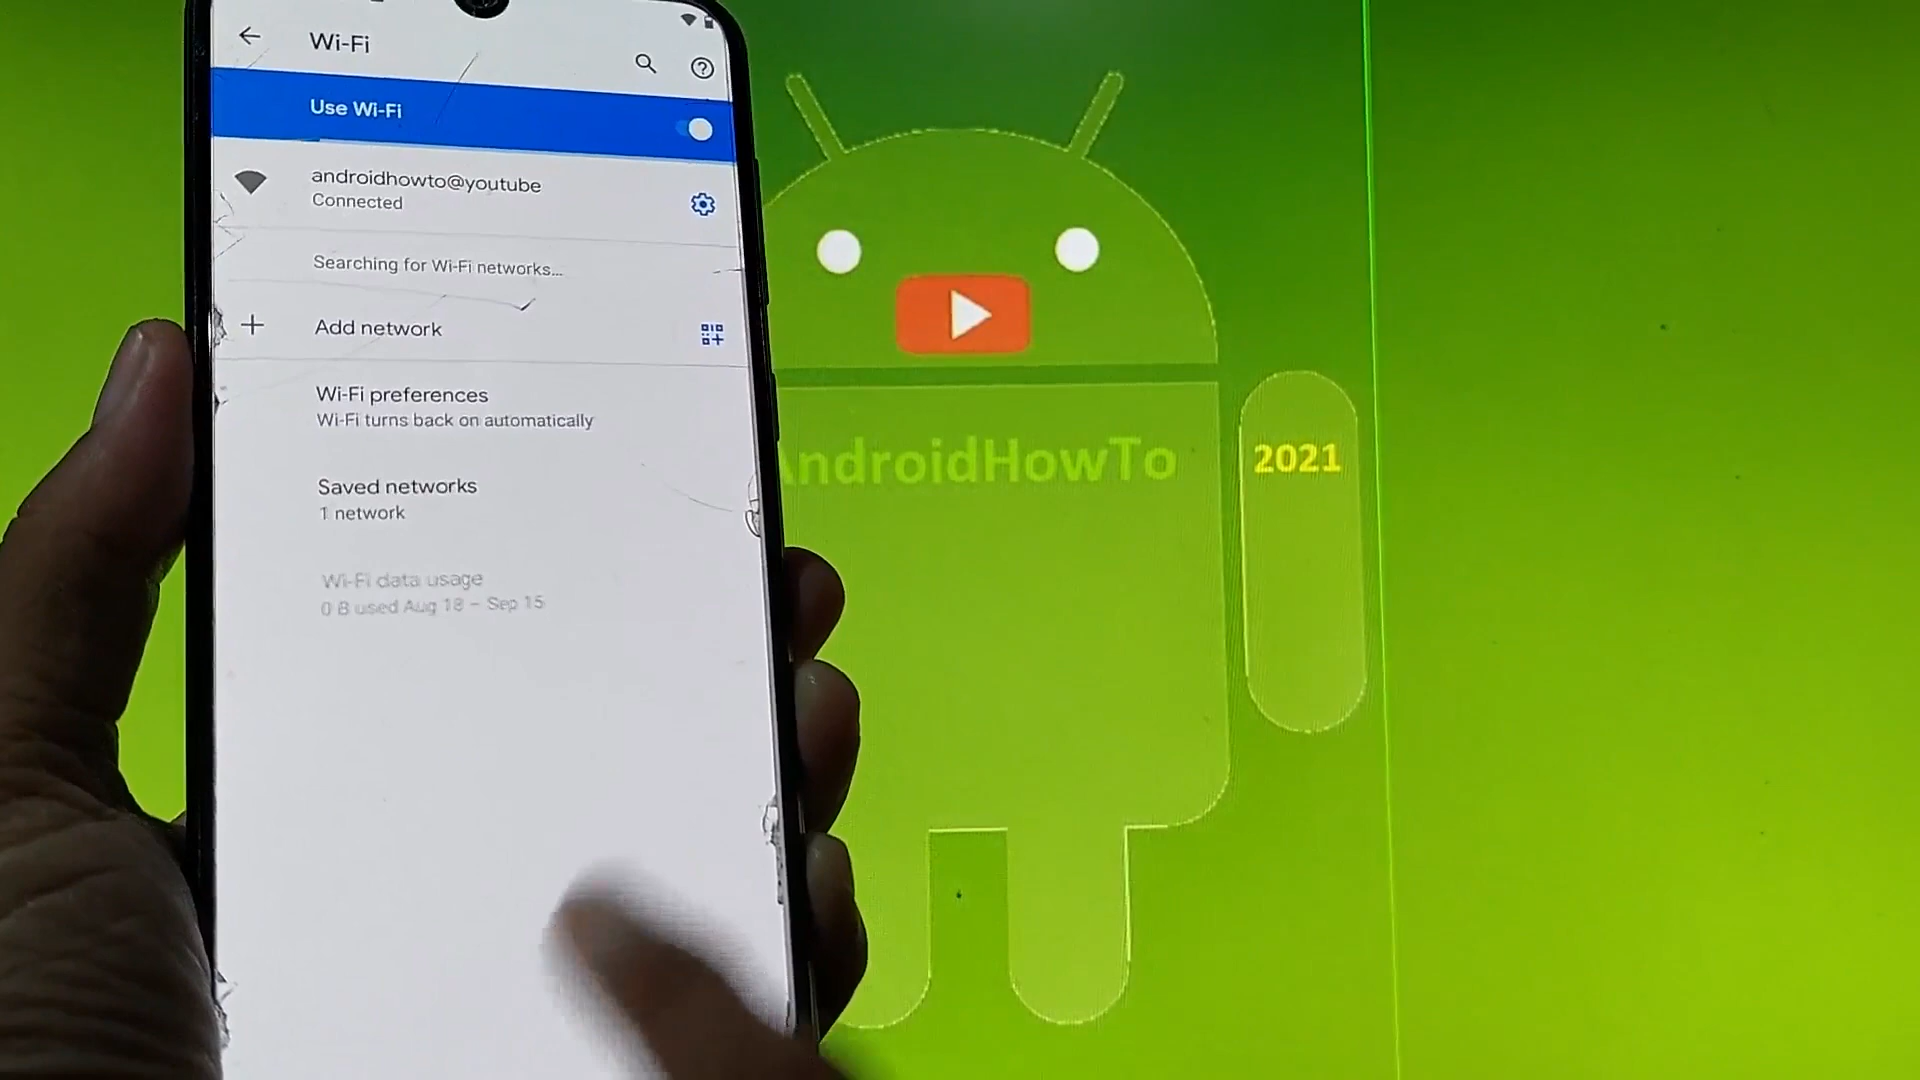 Wi-Fi
Use Wi-Fi
androidhowto@youtube
Connected
Searching for Wi-Fi networks...
Add network
Wi-Fi preferences
Wi-Fi turns back on automatically
Saved networks
1 network
Wi-Fi data usage
0 B used Aug 18 – Sep 15
AndroidHowTo
2021